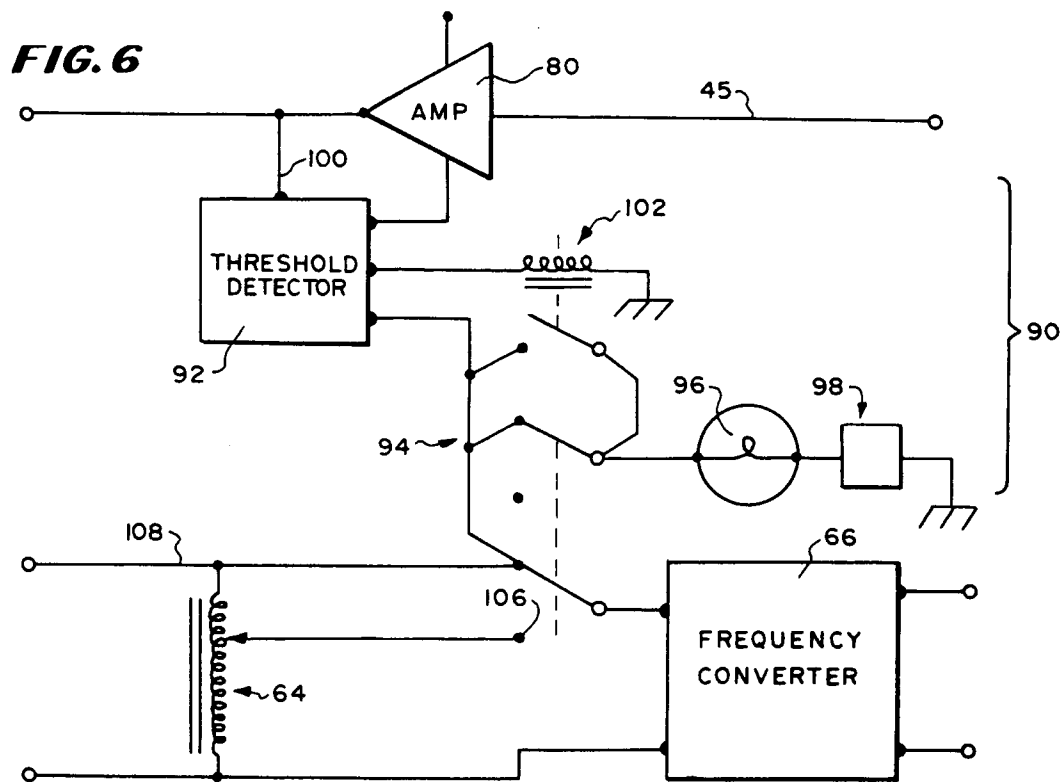 FIG. 6
80
AMP
45
100
102
THRESHOLD
DETECTOR
90
92
96
98
94
108
66
106
FREQUENCY
CONVERTER
64